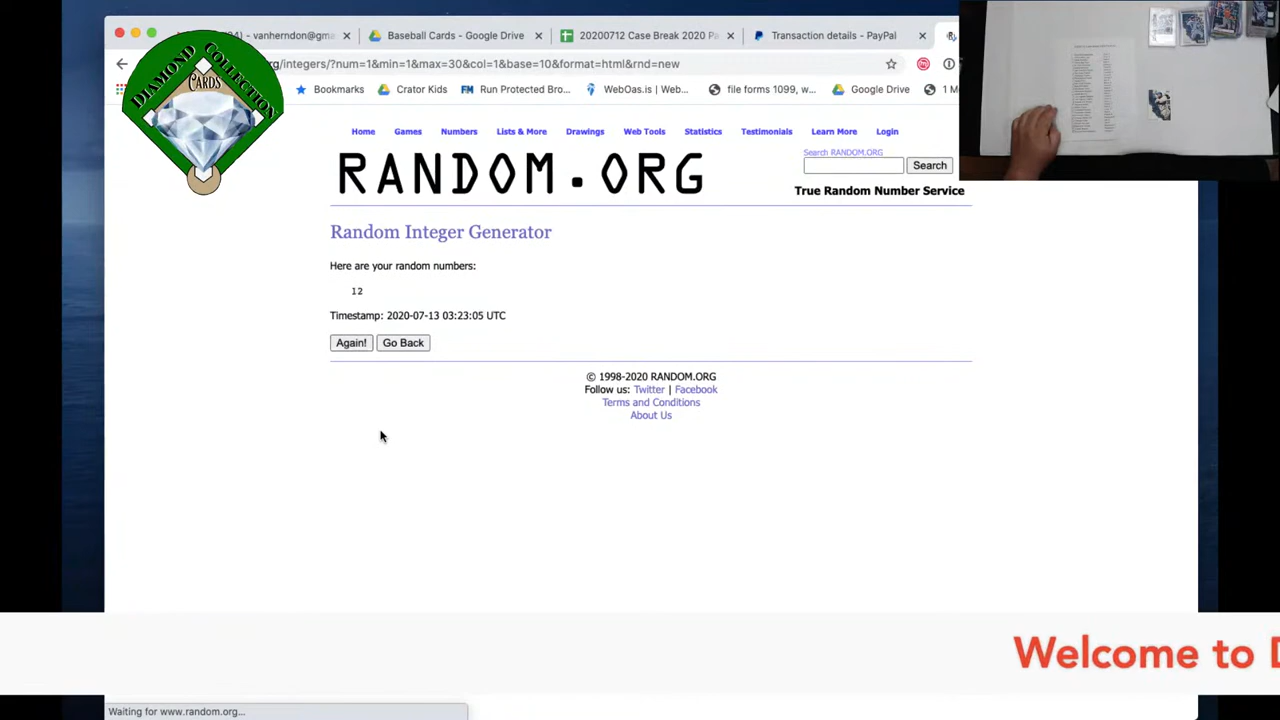 vanherndon@gma
Baseball Cards - Google Drive
20200712 Case Break 2020 Pa
Transaction details - PayPal
/integers/?num=1&min=1&max=30&col=1&base=10&format=html&rnd=new
Bookmarks
Chrctr Kids
Run Protected Bro...
WebOasis | Web...
file forms 1099, w...
Google Drive
DIAMOND COLLECTION
CARDS
Home Games Numbers Lists & More Drawings Web Tools Statistics Testimonials Learn More Login
RANDOM.ORG
Search RANDOM.ORG
Search
True Random Number Service
Random Integer Generator
Here are your random numbers:
12
Timestamp: 2020-07-13 03:23:05 UTC
Again! Go Back
© 1998-2020 RANDOM.ORG
Follow us: Twitter | Facebook
Terms and Conditions
About Us
Welcome to D
Waiting for www.random.org...